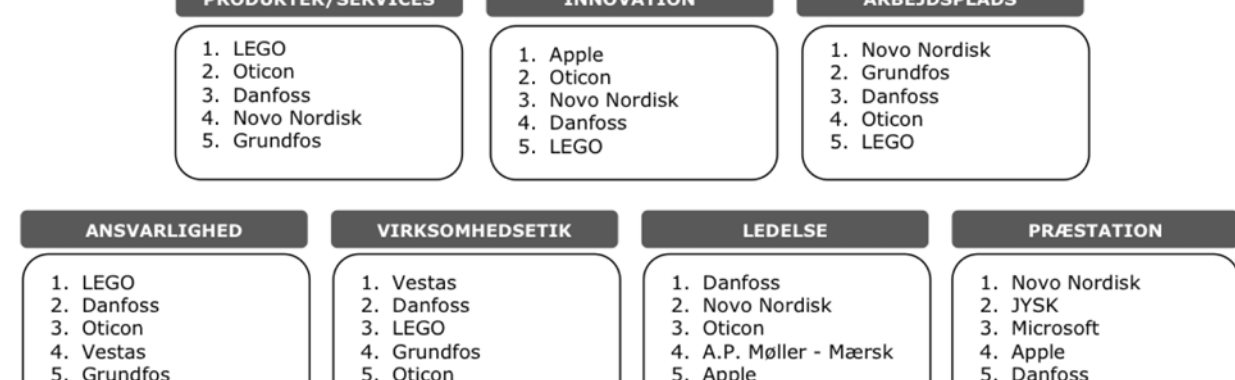 PRODUKTER/SERVICES
1. LEGO
2. Oticon
3. Danfoss
4. Novo Nordisk
5. Grundfos
INNOVATION
1. Apple
2. Oticon
3. Novo Nordisk
4. Danfoss
5. LEGO
ARBEJDSPLADS
1. Novo Nordisk
2. Grundfos
3. Danfoss
4. Oticon
5. LEGO
ANSVARLIGHED
1. LEGO
2. Danfoss
3. Oticon
4. Vestas
5. Grundfos
VIRKSOMHEDSETIK
1. Vestas
2. Danfoss
3. LEGO
4. Grundfos
5. Oticon
LEDELSE
1. Danfoss
2. Novo Nordisk
3. Oticon
4. A.P. Møller - Mærsk
5. Apple
PRÆSTATION
1. Novo Nordisk
2. JYSK
3. Microsoft
4. Apple
5. Danfoss